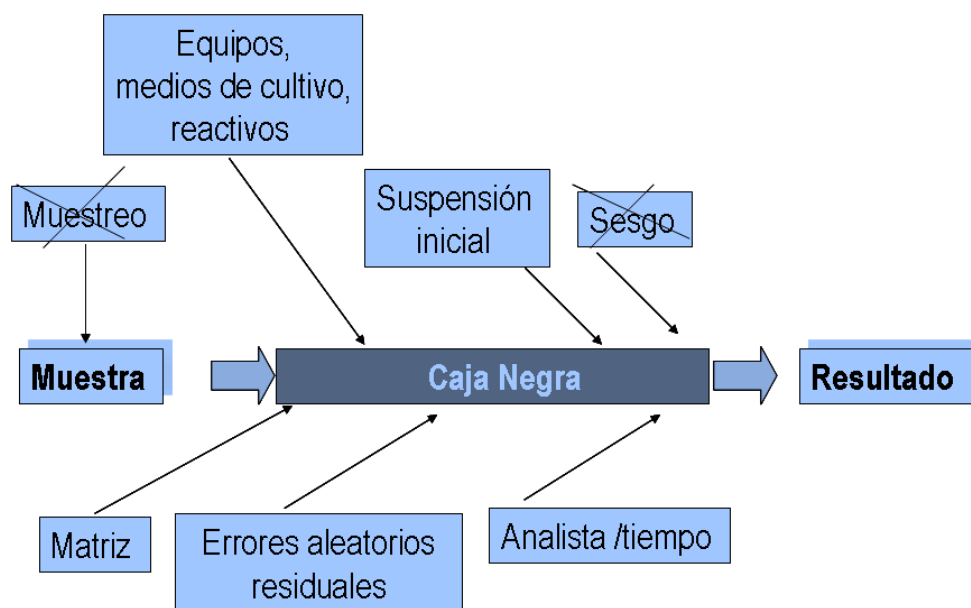 Equipos,
medios de cultivo,
reactivos
Muestreo
Suspensión
inicial
Sesgo
Muestra
Caja Negra
Resultado
Matriz
Errores aleatorios
residuales
Analista /tiempo